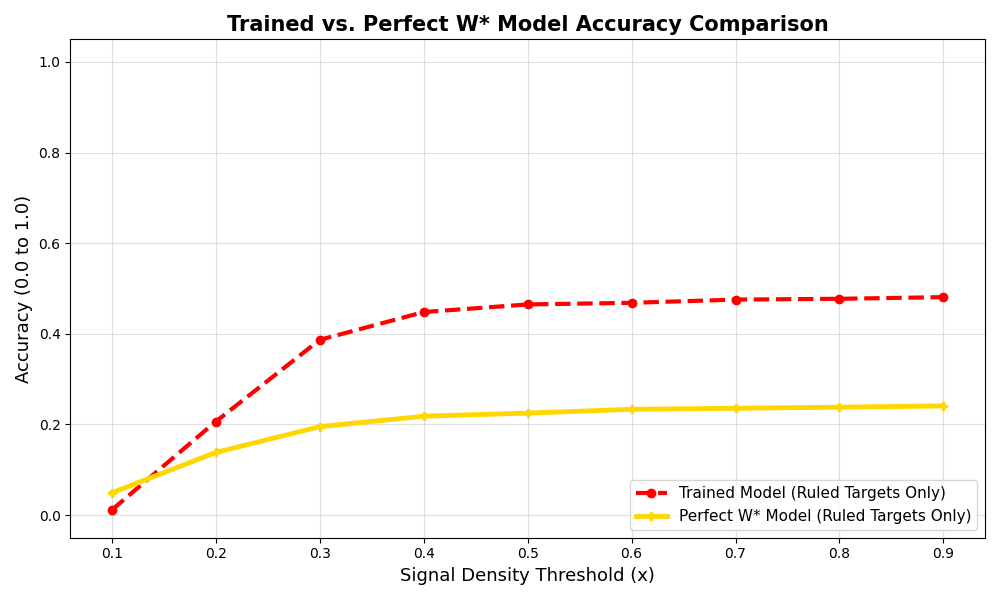 Trained vs. Perfect W* Model Accuracy Comparison
Accuracy (0.0 to 1.0)
1.0
0.8
0.6
0.4
0.2
0.0
Trained Model (Ruled Targets Only)
Perfect W* Model (Ruled Targets Only)
0.1 0.2 0.3 0.4 0.5 0.6 0.7 0.8 0.9
Signal Density Threshold (x)